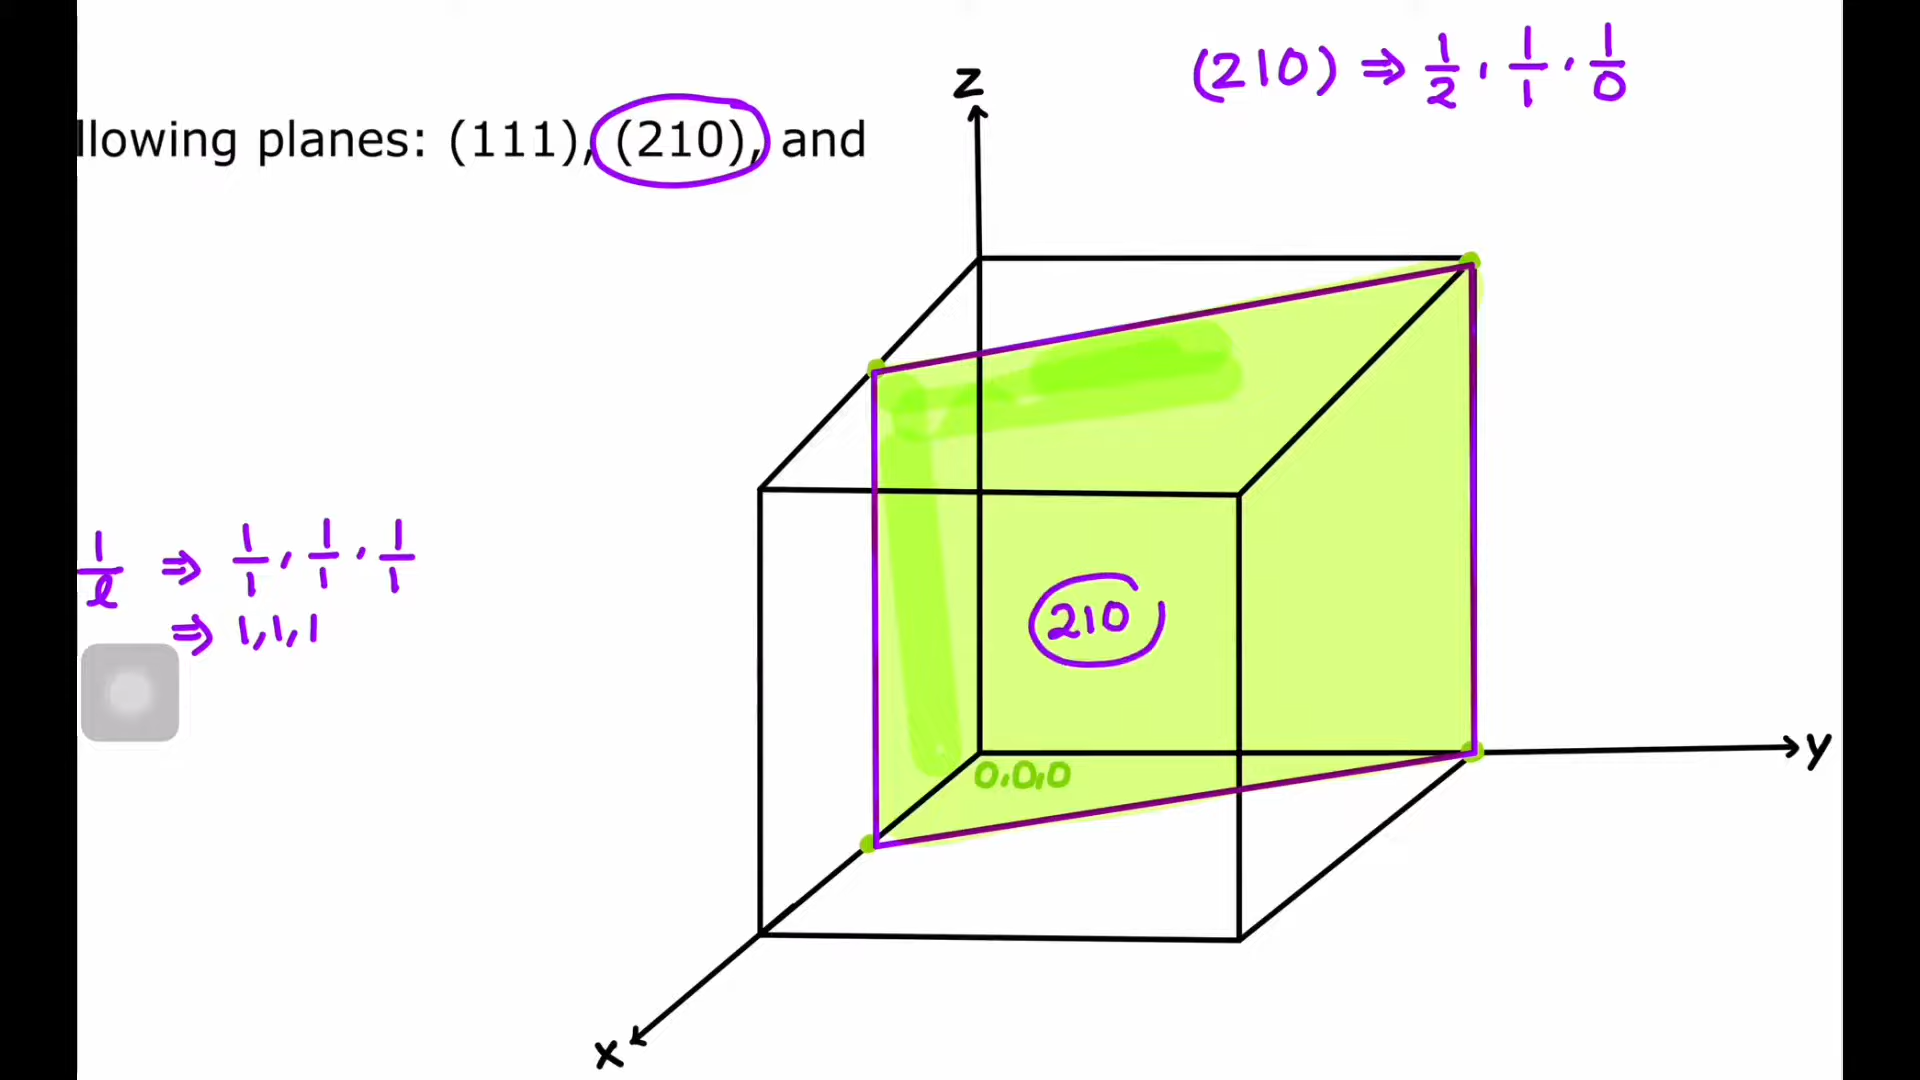 (210) ⇒ 1/2, 1/1, 1/0
z
llowing planes: (111), (210), and
1/l ⇒ 1/1, 1/1, 1/1
⇒ 1,1,1
210
0,0,0
y
x